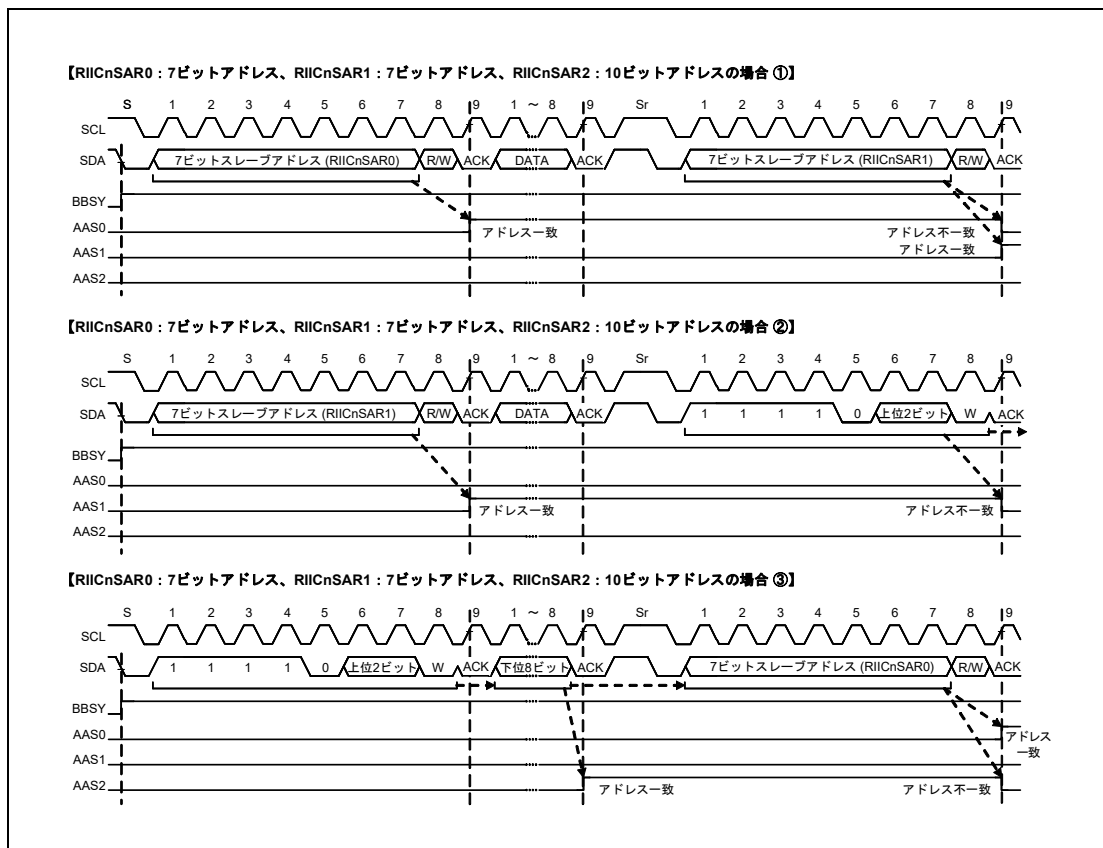 【RIICnSAR0：7ビットアドレス、RIICnSAR1：7ビットアドレス、RIICnSAR2：10ビットアドレスの場合 ①】
S 1 2 3 4 5 6 7 8 9 1 ～ 8 9 Sr 1 2 3 4 5 6 7 8 9
SCL
SDA 7ビットスレーブアドレス (RIICnSAR0) R/W ACK DATA ACK 7ビットスレーブアドレス (RIICnSAR1) R/W ACK
BBSY
AAS0 アドレス一致 アドレス不一致
AAS1 アドレス一致
AAS2
【RIICnSAR0：7ビットアドレス、RIICnSAR1：7ビットアドレス、RIICnSAR2：10ビットアドレスの場合 ②】
S 1 2 3 4 5 6 7 8 9 1 ～ 8 9 Sr 1 2 3 4 5 6 7 8 9
SCL
SDA 7ビットスレーブアドレス (RIICnSAR1) R/W ACK DATA ACK 1 1 1 1 0 上位2ビット W ACK
BBSY
AAS0
AAS1 アドレス一致 アドレス不一致
AAS2
【RIICnSAR0：7ビットアドレス、RIICnSAR1：7ビットアドレス、RIICnSAR2：10ビットアドレスの場合 ③】
S 1 2 3 4 5 6 7 8 9 1 ～ 8 9 Sr 1 2 3 4 5 6 7 8 9
SCL
SDA 1 1 1 1 0 上位2ビット W ACK 下位8ビット ACK 7ビットスレーブアドレス (RIICnSAR0) R/W ACK
BBSY
AAS0 アドレス
一致
AAS1
AAS2 アドレス一致 アドレス不一致